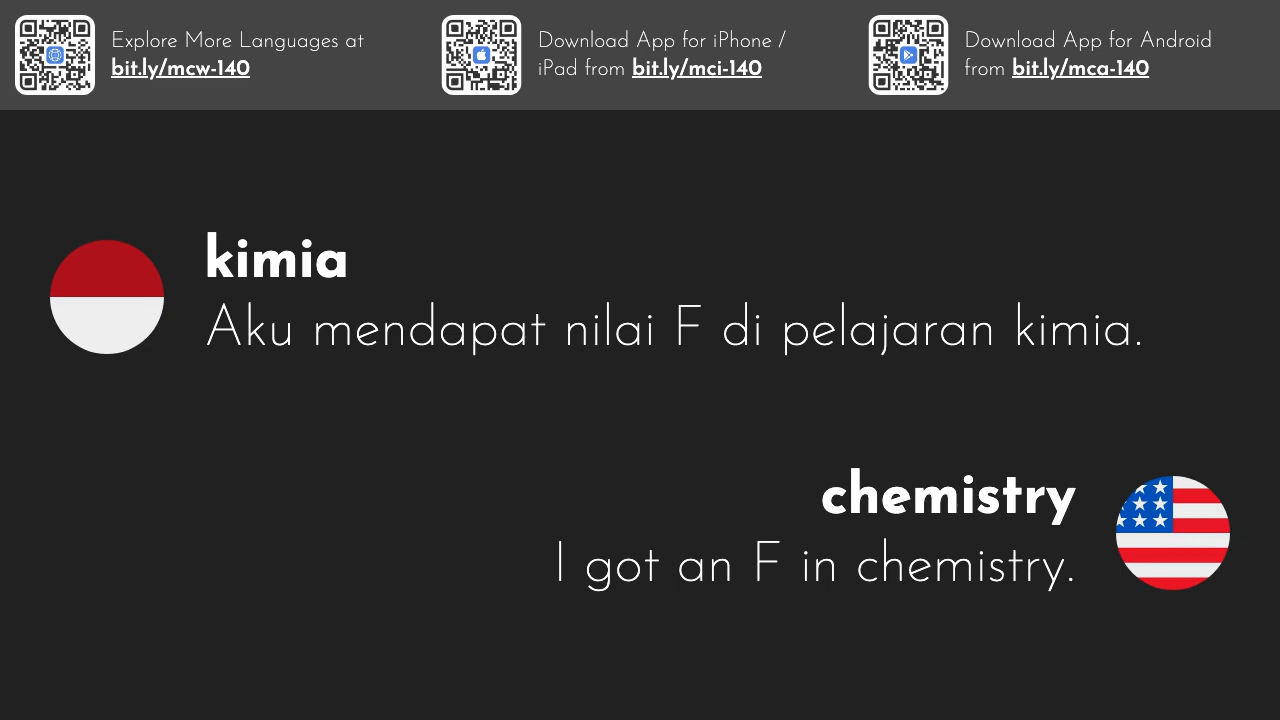 Explore More Languages at
bit.ly/mcw-140
Download App for iPhone /
iPad from bit.ly/mci-140
Download App for Android
from bit.ly/mca-140
kimia
Aku mendapat nilai F di pelajaran kimia.
chemistry
I got an F in chemistry.